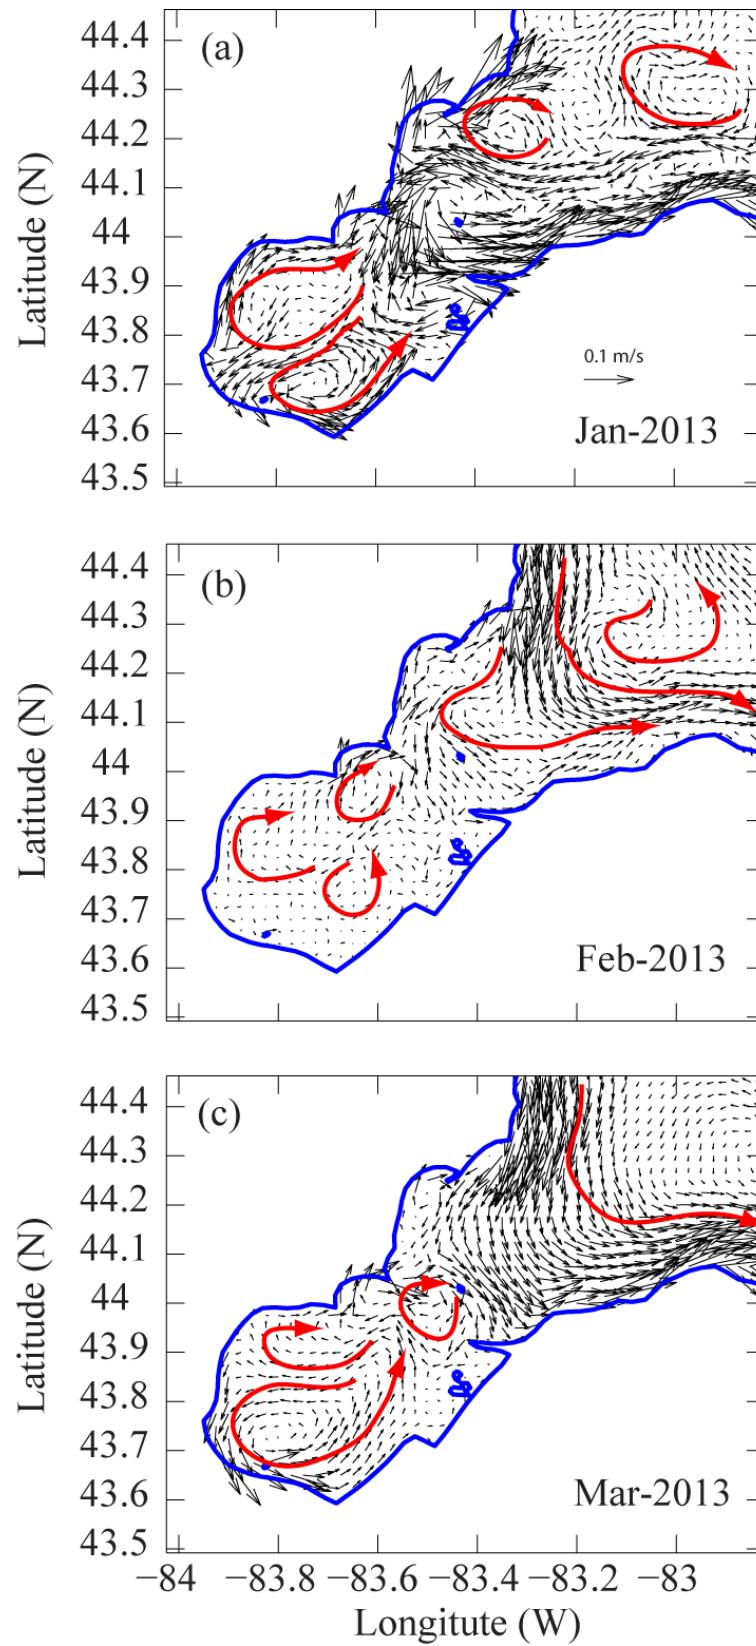 (a)
44.4
44.3
44.2
44.1
44
43.9
43.8
43.7
43.6
43.5
Latitude (N)
0.1 m/s
Jan-2013
(b)
44.4
44.3
44.2
44.1
44
43.9
43.8
43.7
43.6
43.5
Latitude (N)
Feb-2013
(c)
44.4
44.3
44.2
44.1
44
43.9
43.8
43.7
43.6
43.5
Latitude (N)
Mar-2013
−84 −83.8 −83.6 −83.4 −83.2 −83
Longitute (W)